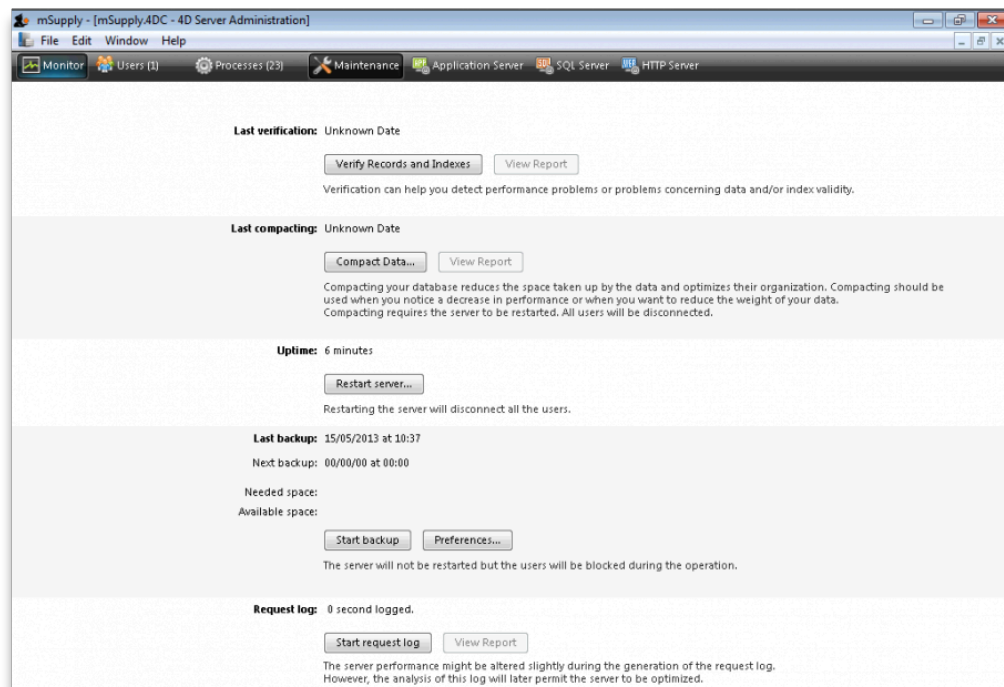 mSupply - [mSupply.4DC - 4D Server Administration]
File Edit Window Help
Monitor Users (1) Processes (23) Maintenance Application Server SQL Server HTTP Server
Last verification: Unknown Date
Verify Records and Indexes View Report
Verification can help you detect performance problems or problems concerning data and/or index validity.
Last compacting: Unknown Date
Compact Data... View Report
Compacting your database reduces the space taken up by the data and optimizes their organization. Compacting should be
used when you notice a decrease in performance or when you want to reduce the weight of your data.
Compacting requires the server to be restarted. All users will be disconnected.
Uptime: 6 minutes
Restart server...
Restarting the server will disconnect all the users.
Last backup: 15/05/2013 at 10:37
Next backup: 00/00/00 at 00:00
Needed space:
Available space:
Start backup Preferences...
The server will not be restarted but the users will be blocked during the operation.
Request log: 0 second logged.
Start request log View Report
The server performance might be altered slightly during the generation of the request log.
However, the analysis of this log will later permit the server to be optimized.